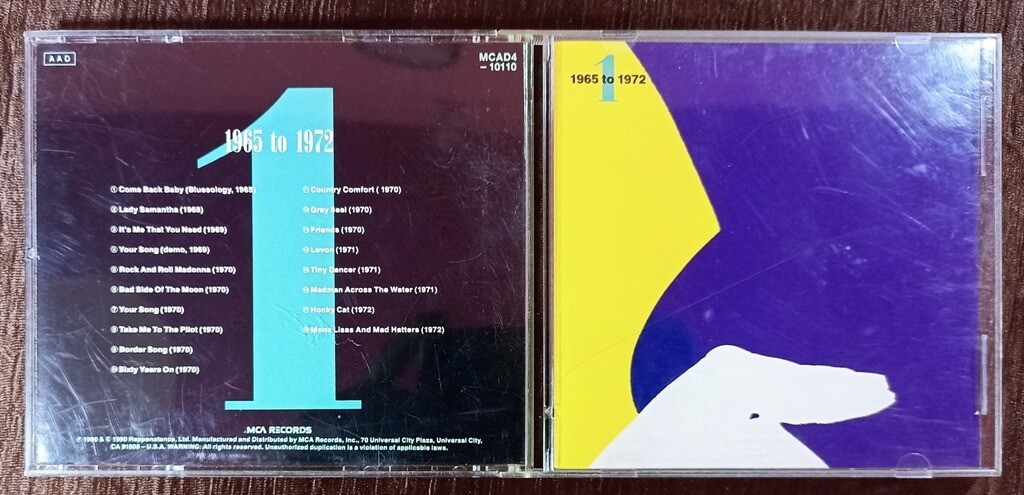 AAD
MCAD4
– 10110
1
1965 to 1972
① Come Back Baby (Bluesology, 1965)
② Lady Samantha (1968)
③ It's Me That You Need (1969)
④ Your Song (demo, 1969)
⑤ Rock And Roll Madonna (1970)
⑥ Bad Side Of The Moon (1970)
⑦ Your Song (1970)
⑧ Take Me To The Pilot (1970)
⑨ Border Song (1970)
⑩ Sixty Years On (1970)
⑪ Country Comfort ( 1970)
⑫ Grey Seal (1970)
⑬ Friends (1970)
⑭ Levon (1971)
⑮ Tiny Dancer (1971)
⑯ Madman Across The Water (1971)
⑰ Honky Cat (1972)
⑱ Mona Lisas And Mad Hatters (1972)
MCA RECORDS
℗ 1990 & © 1990 Happenstance, Ltd. Manufactured and Distributed by MCA Records, Inc., 70 Universal City Plaza, Universal City,
CA 91608 – U.S.A. WARNING: All rights reserved. Unauthorized duplication is a violation of applicable laws.
1
1965 to 1972